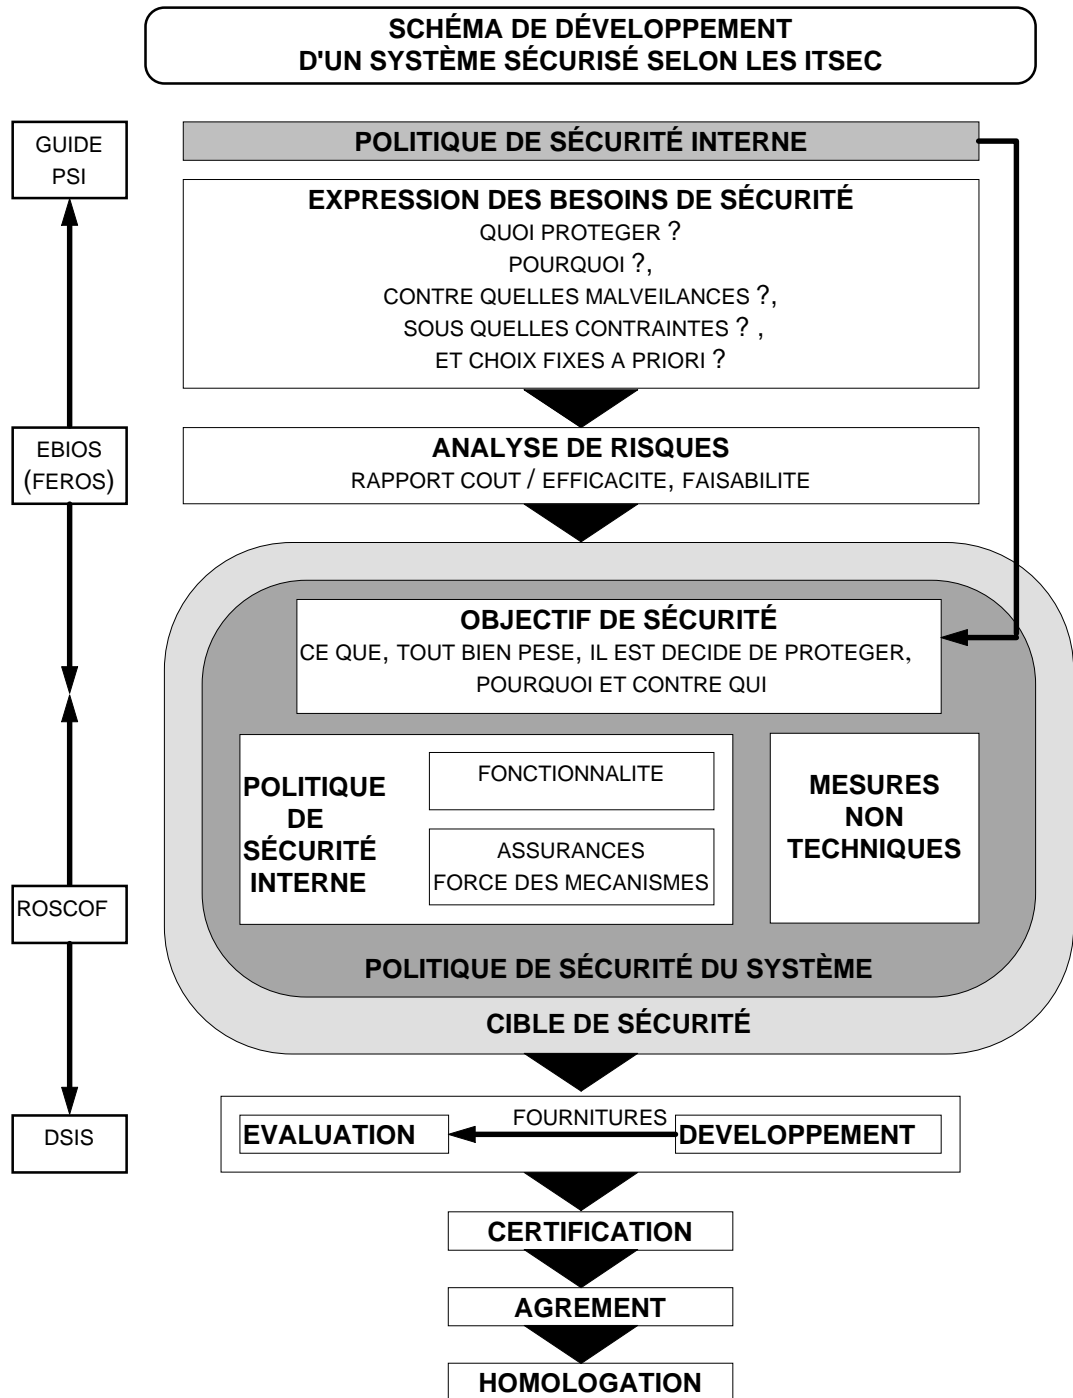 SCHÉMA DE DÉVELOPPEMENT
D'UN SYSTÈME SÉCURISÉ SELON LES ITSEC
GUIDE
PSI
POLITIQUE DE SÉCURITÉ INTERNE
EXPRESSION DES BESOINS DE SÉCURITÉ
QUOI PROTEGER ?
POURQUOI ?,
CONTRE QUELLES MALVEILANCES ?,
SOUS QUELLES CONTRAINTES ? ,
ET CHOIX FIXES A PRIORI ?
EBIOS
(FEROS)
ANALYSE DE RISQUES
RAPPORT COUT / EFFICACITE, FAISABILITE
OBJECTIF DE SÉCURITÉ
CE QUE, TOUT BIEN PESE, IL EST DECIDE DE PROTEGER,
POURQUOI ET CONTRE QUI
POLITIQUE
DE
SÉCURITÉ
INTERNE
FONCTIONNALITE
ASSURANCES
FORCE DES MECANISMES
MESURES
NON
TECHNIQUES
ROSCOF
POLITIQUE DE SÉCURITÉ DU SYSTÈME
CIBLE DE SÉCURITÉ
DSIS
EVALUATION
FOURNITURES
DEVELOPPEMENT
CERTIFICATION
AGREMENT
HOMOLOGATION